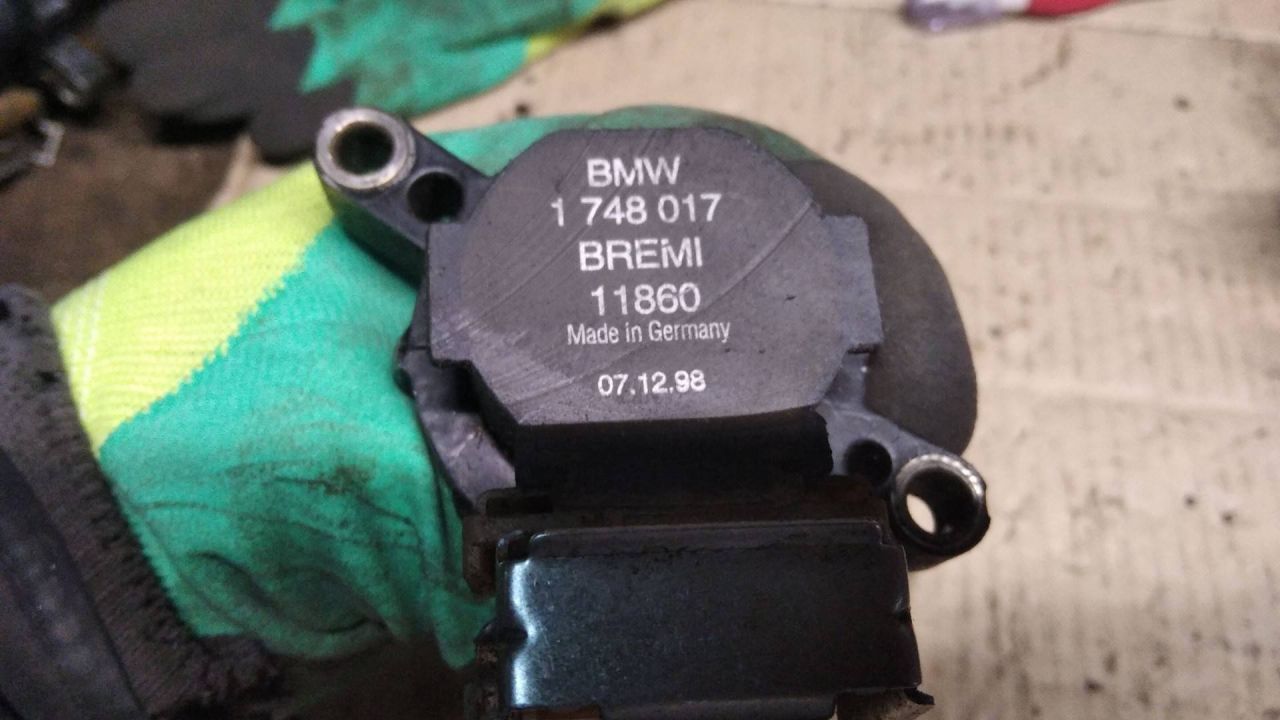 BMW
1 748 017
BREMI
11860
Made in Germany
07.12.98